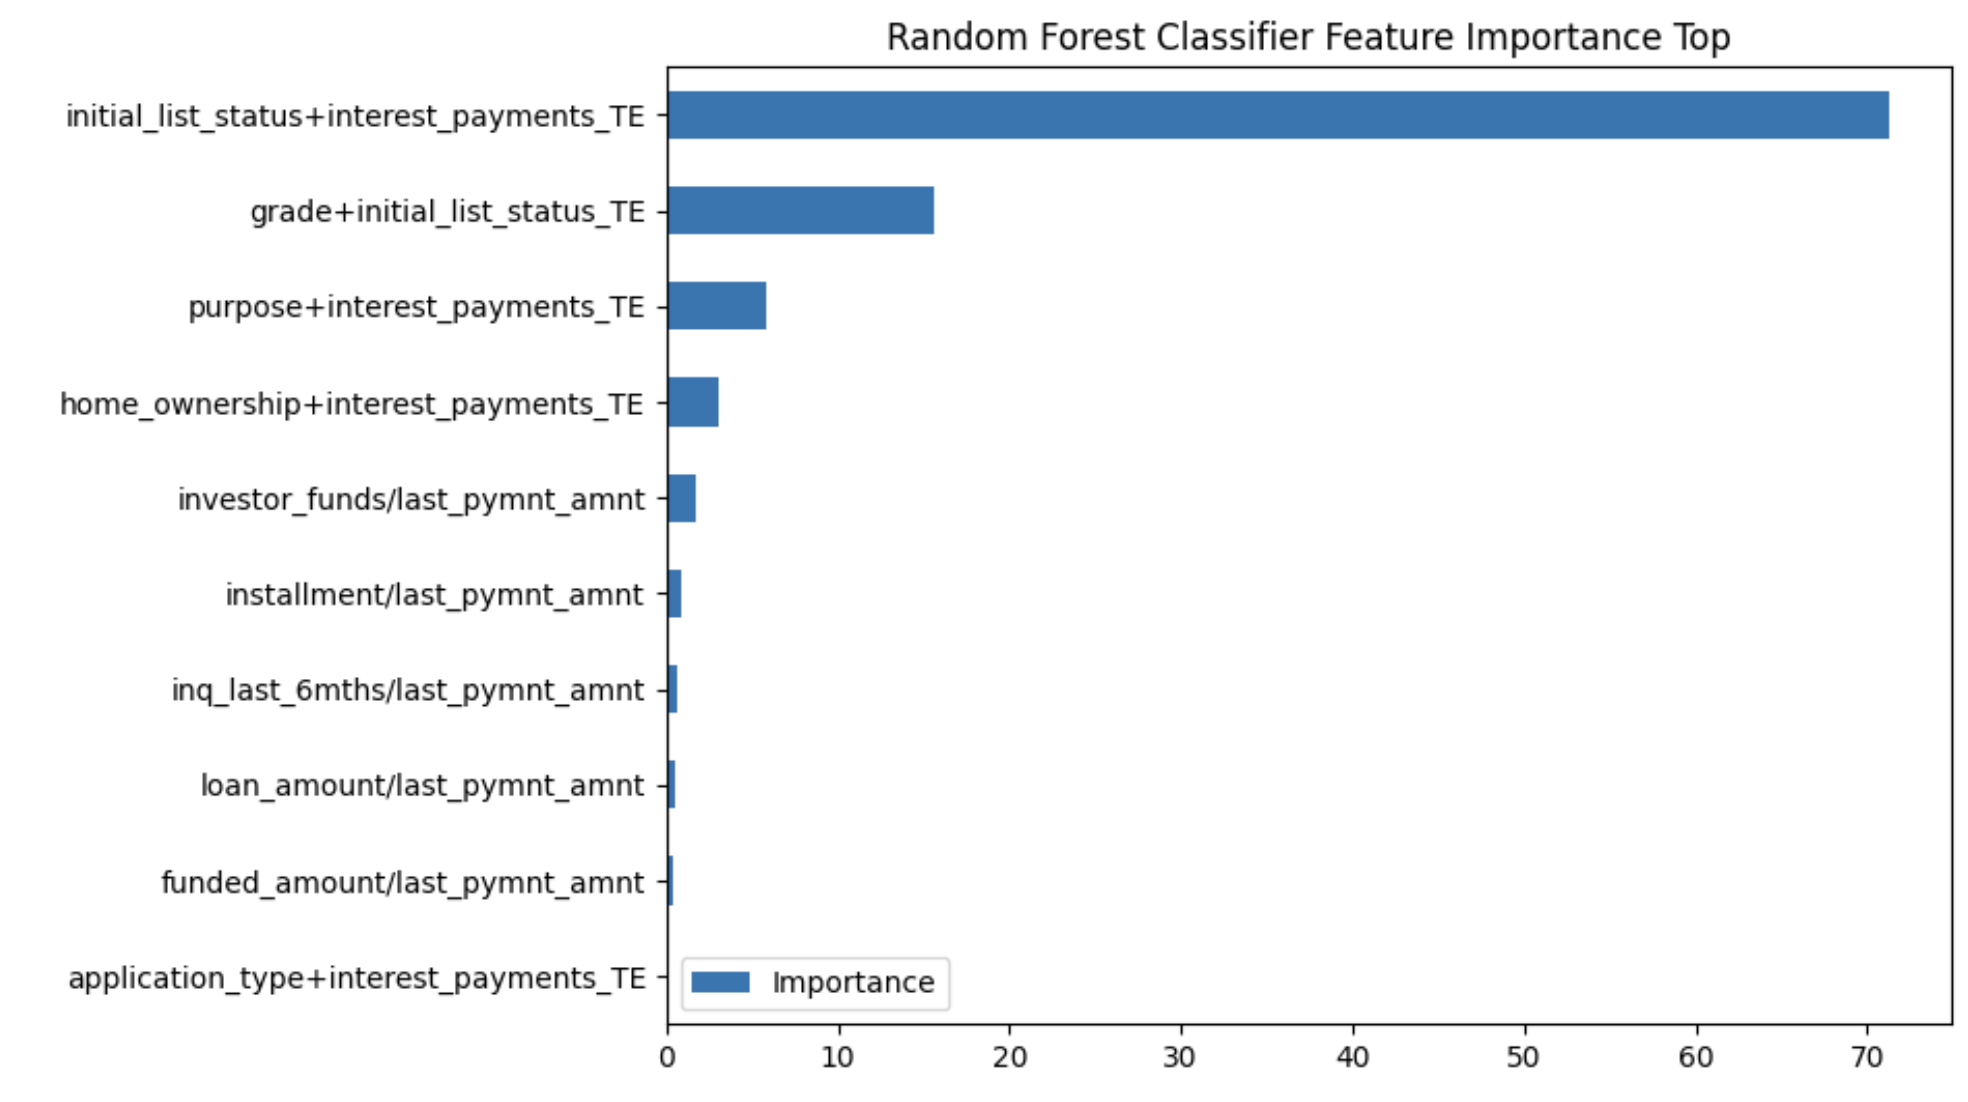 Random Forest Classifier Feature Importance Top
initial_list_status+interest_payments_TE
grade+initial_list_status_TE
purpose+interest_payments_TE
home_ownership+interest_payments_TE
investor_funds/last_pymnt_amnt
installment/last_pymnt_amnt
inq_last_6mths/last_pymnt_amnt
loan_amount/last_pymnt_amnt
funded_amount/last_pymnt_amnt
application_type+interest_payments_TE
Importance
0 10 20 30 40 50 60 70